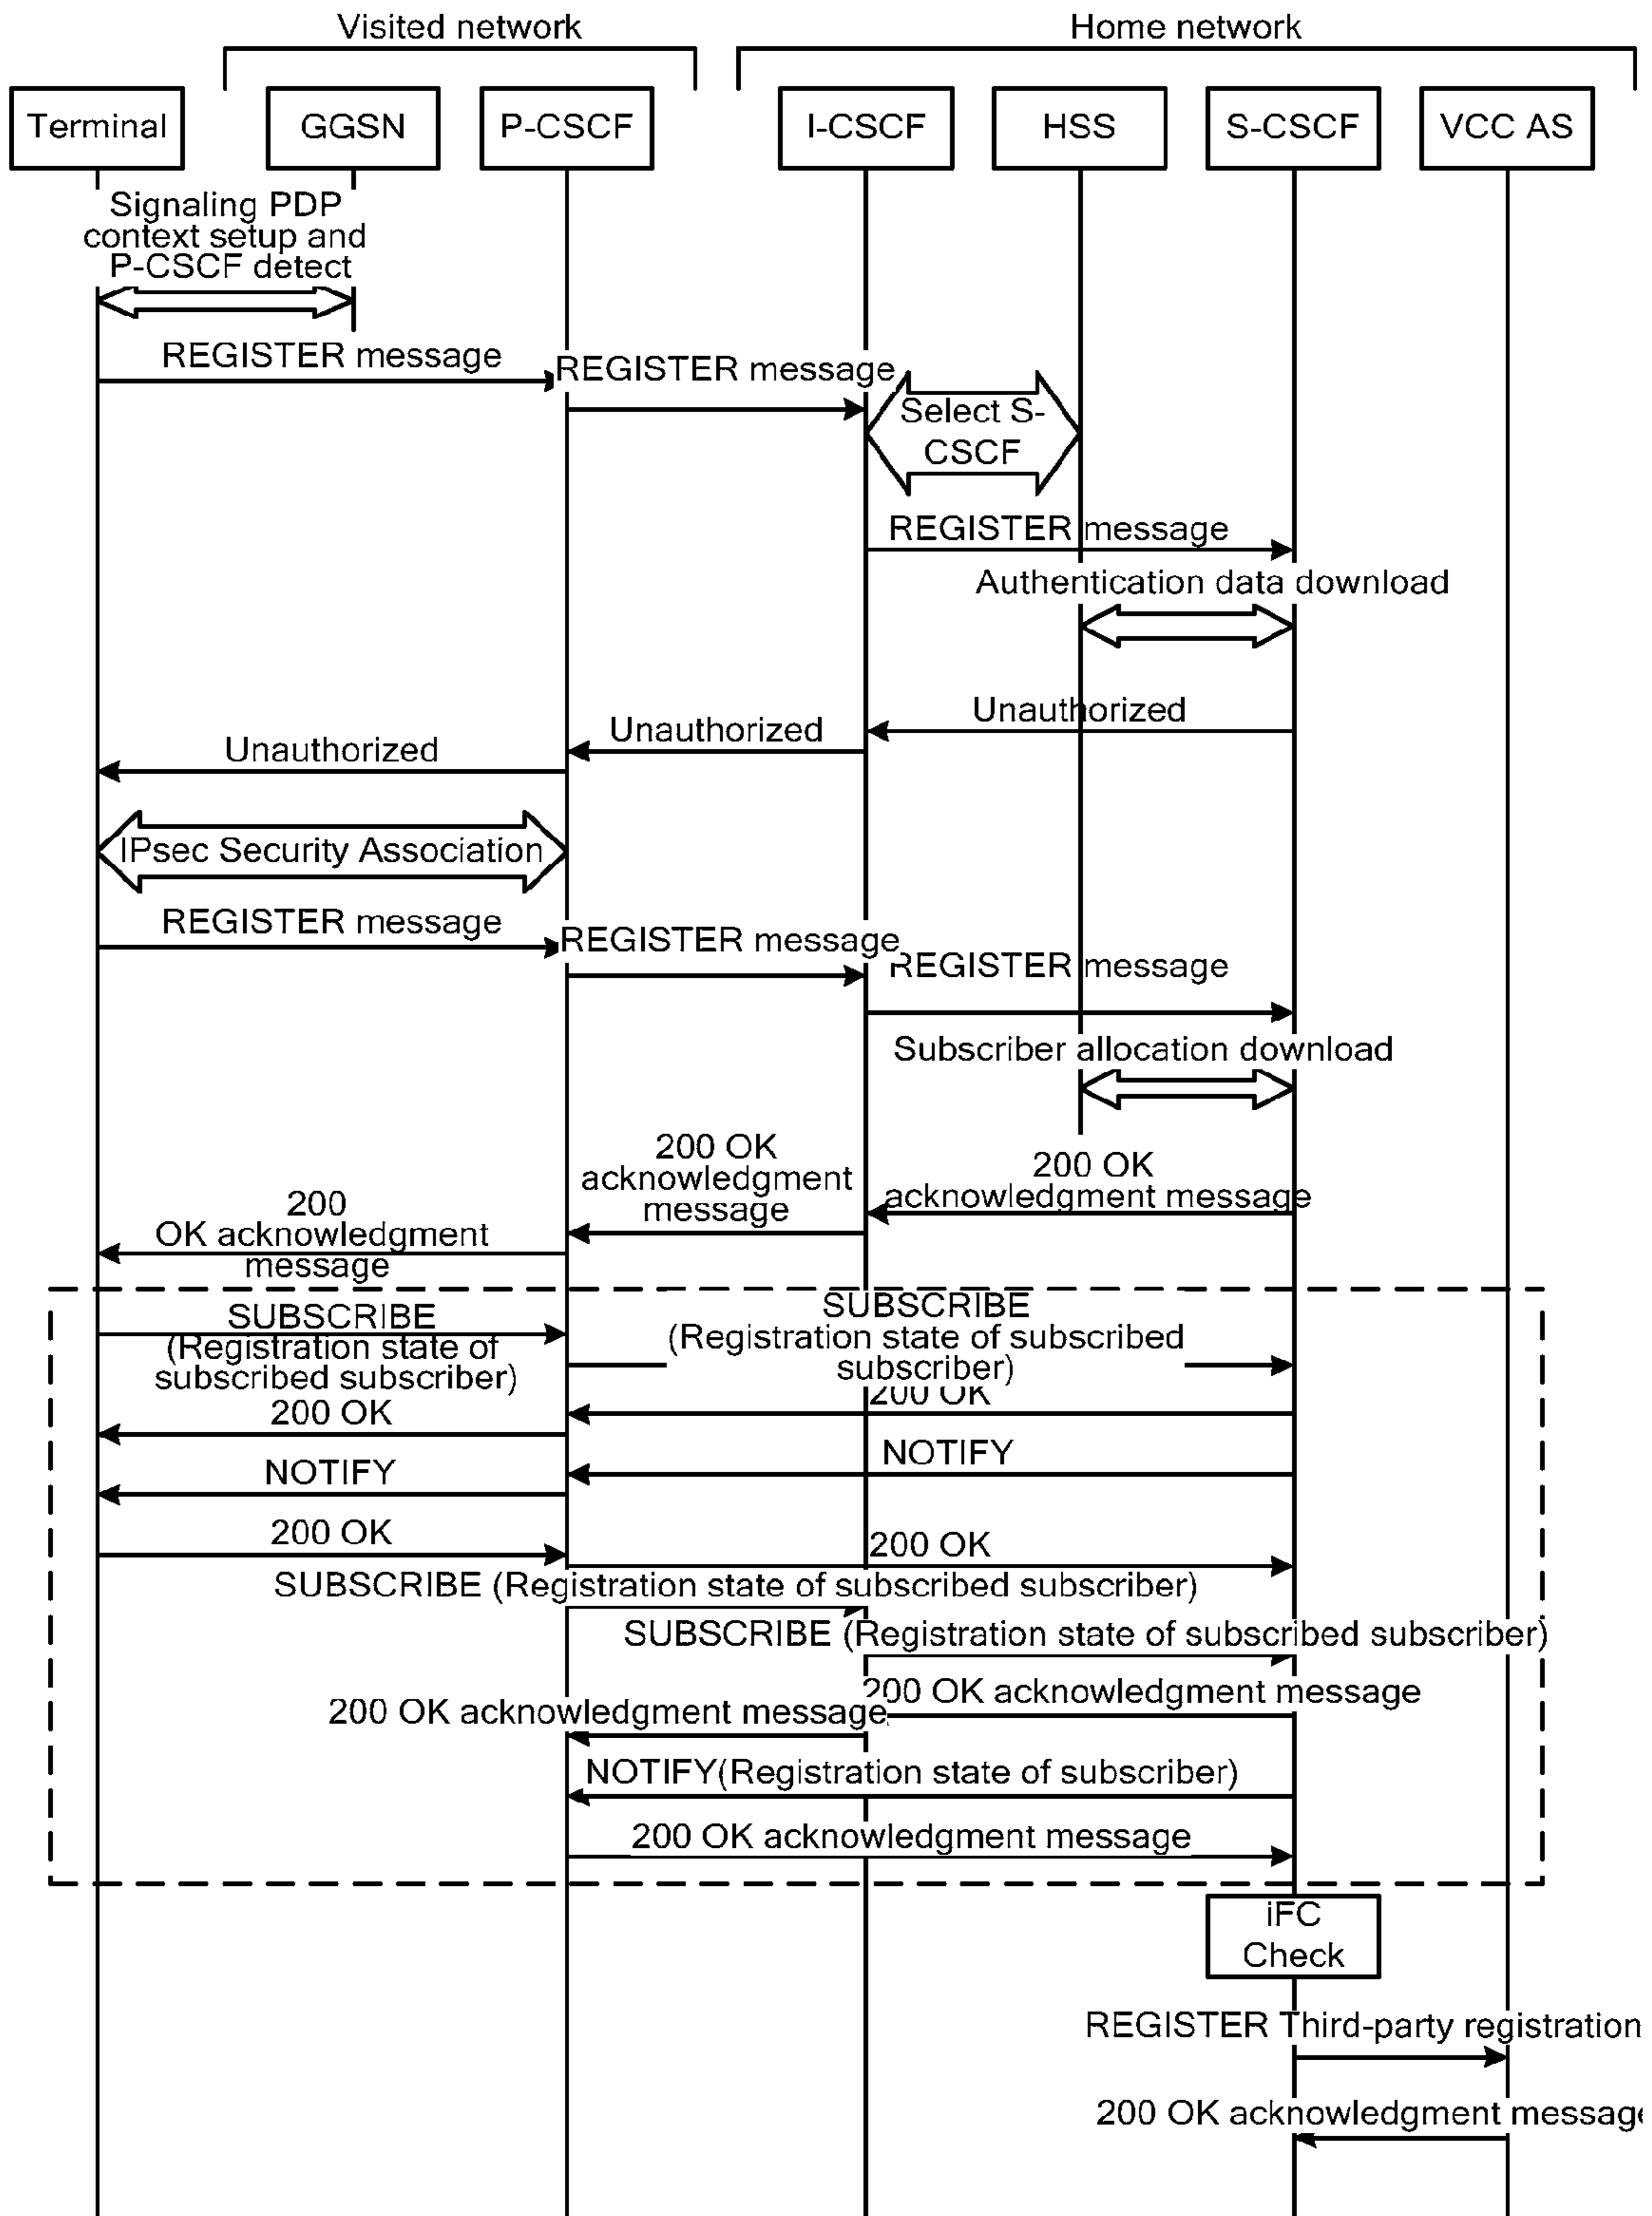 Visited network
Home network
Terminal
GGSN
P-CSCF
I-CSCF
HSS
S-CSCF
VCC AS
Signaling PDP
context setup and
P-CSCF detect
REGISTER message
REGISTER message
Select S-
CSCF
REGISTER message
Authentication data download
Unauthorized
Unauthorized
Unauthorized
IPsec Security Association
REGISTER message
REGISTER message
REGISTER message
Subscriber allocation download
200 OK
acknowledgment message
200 OK
acknowledgment
message
200
OK acknowledgment
message
SUBSCRIBE
(Registration state of
subscribed subscriber)
SUBSCRIBE
(Registration state of subscribed
subscriber)
200 OK
200 OK
NOTIFY
NOTIFY
200 OK
200 OK
SUBSCRIBE (Registration state of subscribed subscriber)
SUBSCRIBE (Registration state of subscribed subscriber)
200 OK acknowledgment message
200 OK acknowledgment message
NOTIFY(Registration state of subscriber)
200 OK acknowledgment message
iFC
Check
REGISTER Third-party registration
200 OK acknowledgment message